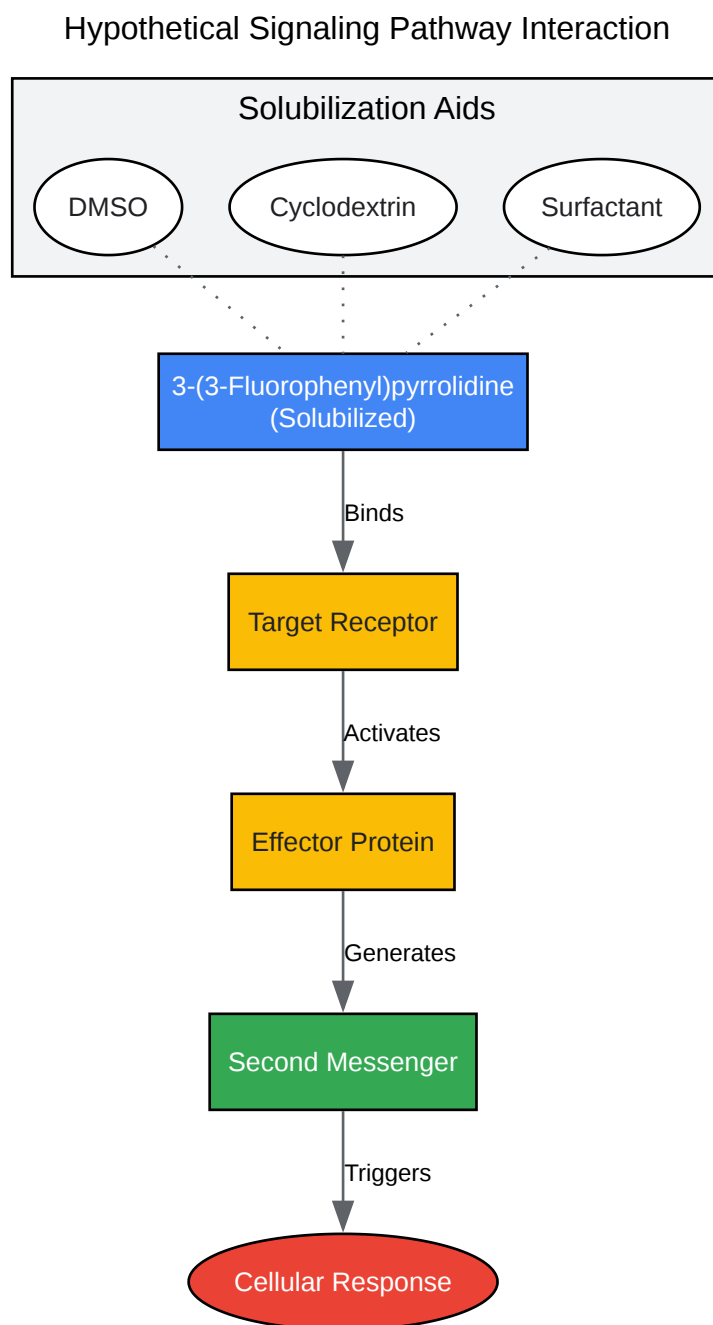 Hypothetical Signaling Pathway Interaction
Solubilization Aids
DMSO
Cyclodextrin
Surfactant
3-(3-Fluorophenyl)pyrrolidine
(Solubilized)
Binds
Target Receptor
Activates
Effector Protein
Generates
Second Messenger
Triggers
Cellular Response